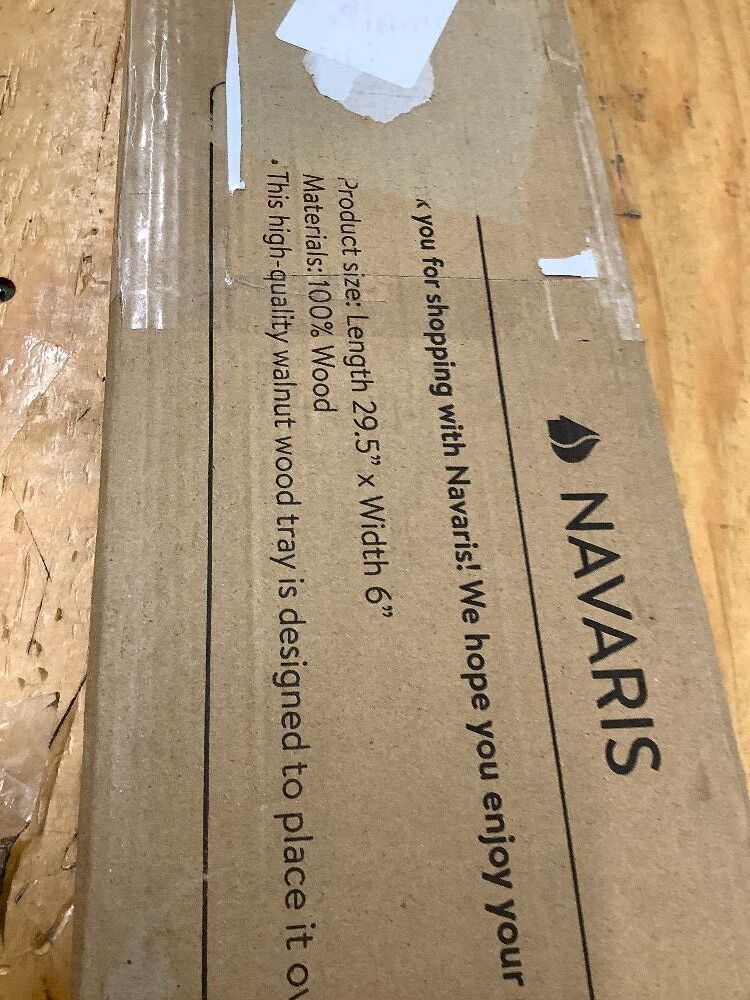 NAVARIS
you for shopping with Navaris! We hope you enjoy your
Product size: Length 29.5” x Width 6”
Materials: 100% Wood
• This high-quality walnut wood tray is designed to place it